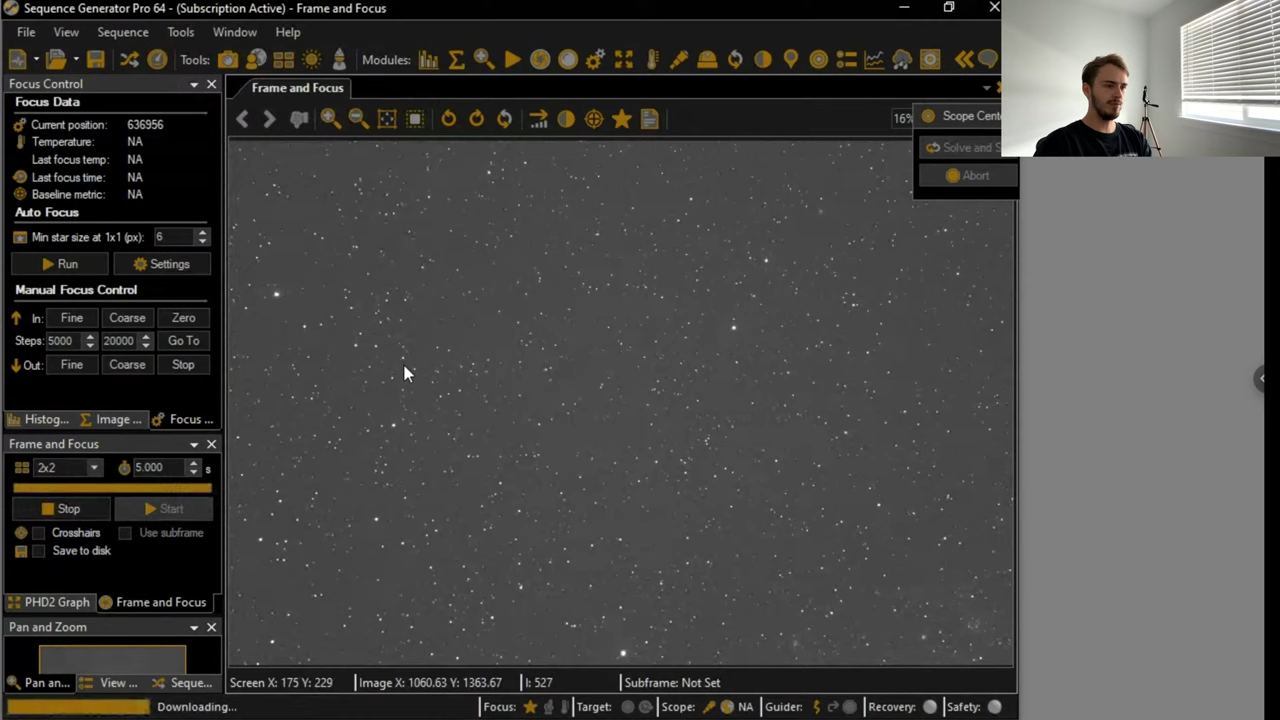 Sequence Generator Pro 64 - (Subscription Active) - Frame and Focus
File View Sequence Tools Window Help
Tools: Modules:
Focus Control
Focus Data
Current position: 636956
Temperature: NA
Last focus temp: NA
Last focus time: NA
Baseline metric: NA
Auto Focus
Min star size at 1x1 (px): 6
Run Settings
Manual Focus Control
In: Fine Coarse Zero
Steps: 5000 20000 Go To
Out: Fine Coarse Stop
Histog... Image ... Focus ...
Frame and Focus
2x2 5.000 s
Stop Start
Crosshairs Use subframe
Save to disk
PHD2 Graph Frame and Focus
Pan and Zoom
Pan an... View ... Seque...
Downloading...
Frame and Focus
16%
Scope Cent
Solve and S
Abort
Screen X: 175 Y: 229 Image X: 1060.63 Y: 1363.67 I: 527 Subframe: Not Set
Focus: Target: Scope: NA Guider: Recovery: Safety: